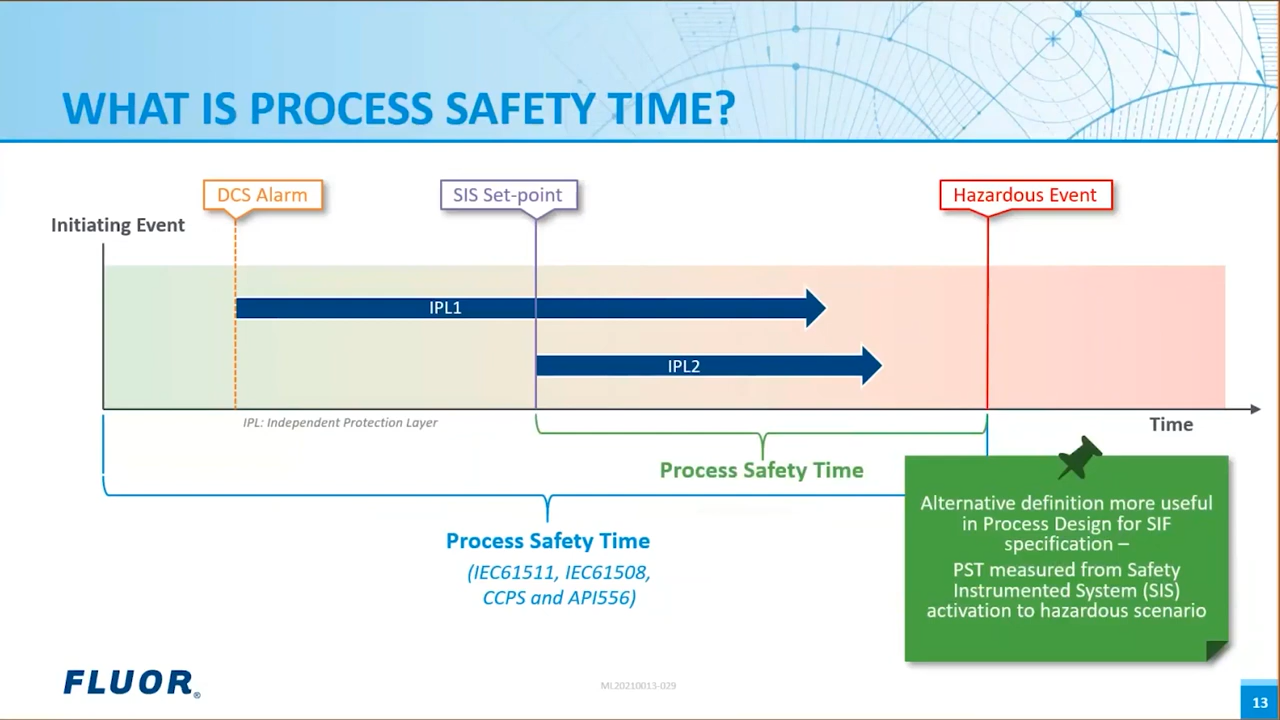 WHAT IS PROCESS SAFETY TIME?
DCS Alarm
SIS Set-point
Hazardous Event
Initiating Event
IPL1
IPL2
IPL: Independent Protection Layer
Time
Process Safety Time
Process Safety Time
(IEC61511, IEC61508,
CCPS and API556)
Alternative definition more useful
in Process Design for SIF
specification –
PST measured from Safety
Instrumented System (SIS)
activation to hazardous scenario
FLUOR®
ML20210013-029
13